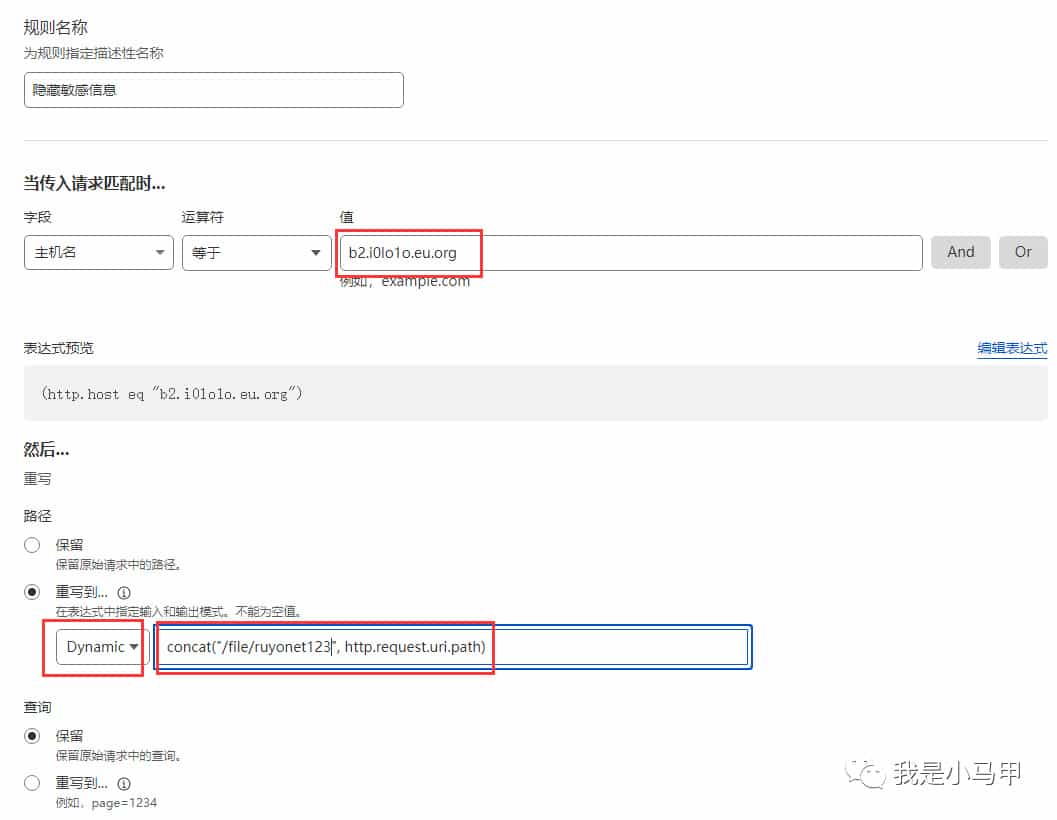 规则名称
为规则指定描述性名称
隐藏敏感信息
当传入请求匹配时...
字段 运算符 值
主机名 等于 b2.i0lo1o.eu.org And Or
例如，example.com
表达式预览 编辑表达式
(http.host eq "b2.i0lo1o.eu.org")
然后...
重写
路径
保留
保留原始请求中的路径。
重写到...
在表达式中指定输入和输出模式。不能为空值。
Dynamic concat("/file/ruyonet123", http.request.uri.path)
查询
保留
保留原始请求中的查询。
我是小马甲
重写到...
例如，page=1234